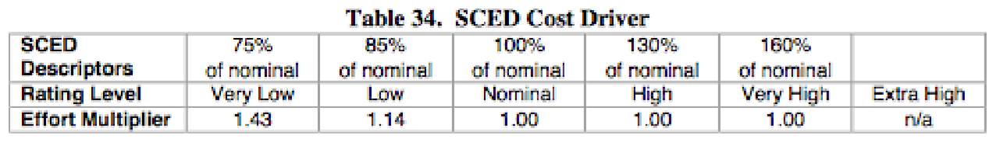 Table 34. SCED Cost Driver
SCED 75% 85% 100% 130% 160%
Descriptors of nominal of nominal of nominal of nominal of nominal
Rating Level Very Low Low Nominal High Very High Extra High
Effort Multiplier 1.43 1.14 1.00 1.00 1.00 n/a